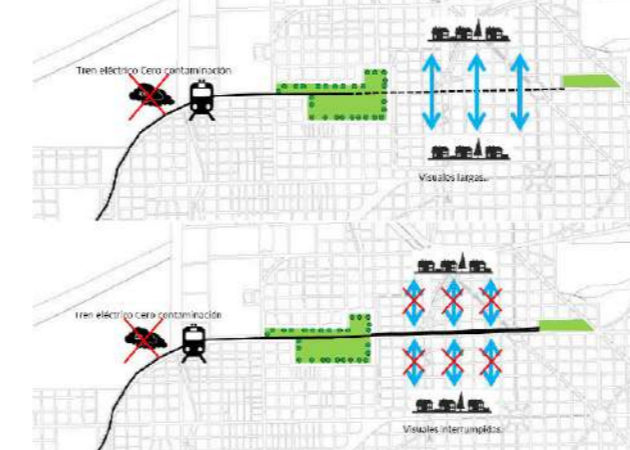 Tren eléctrico Cero contaminación
Visuales largas.
Tren eléctrico Cero contaminación
Visuales Interrumpidas.